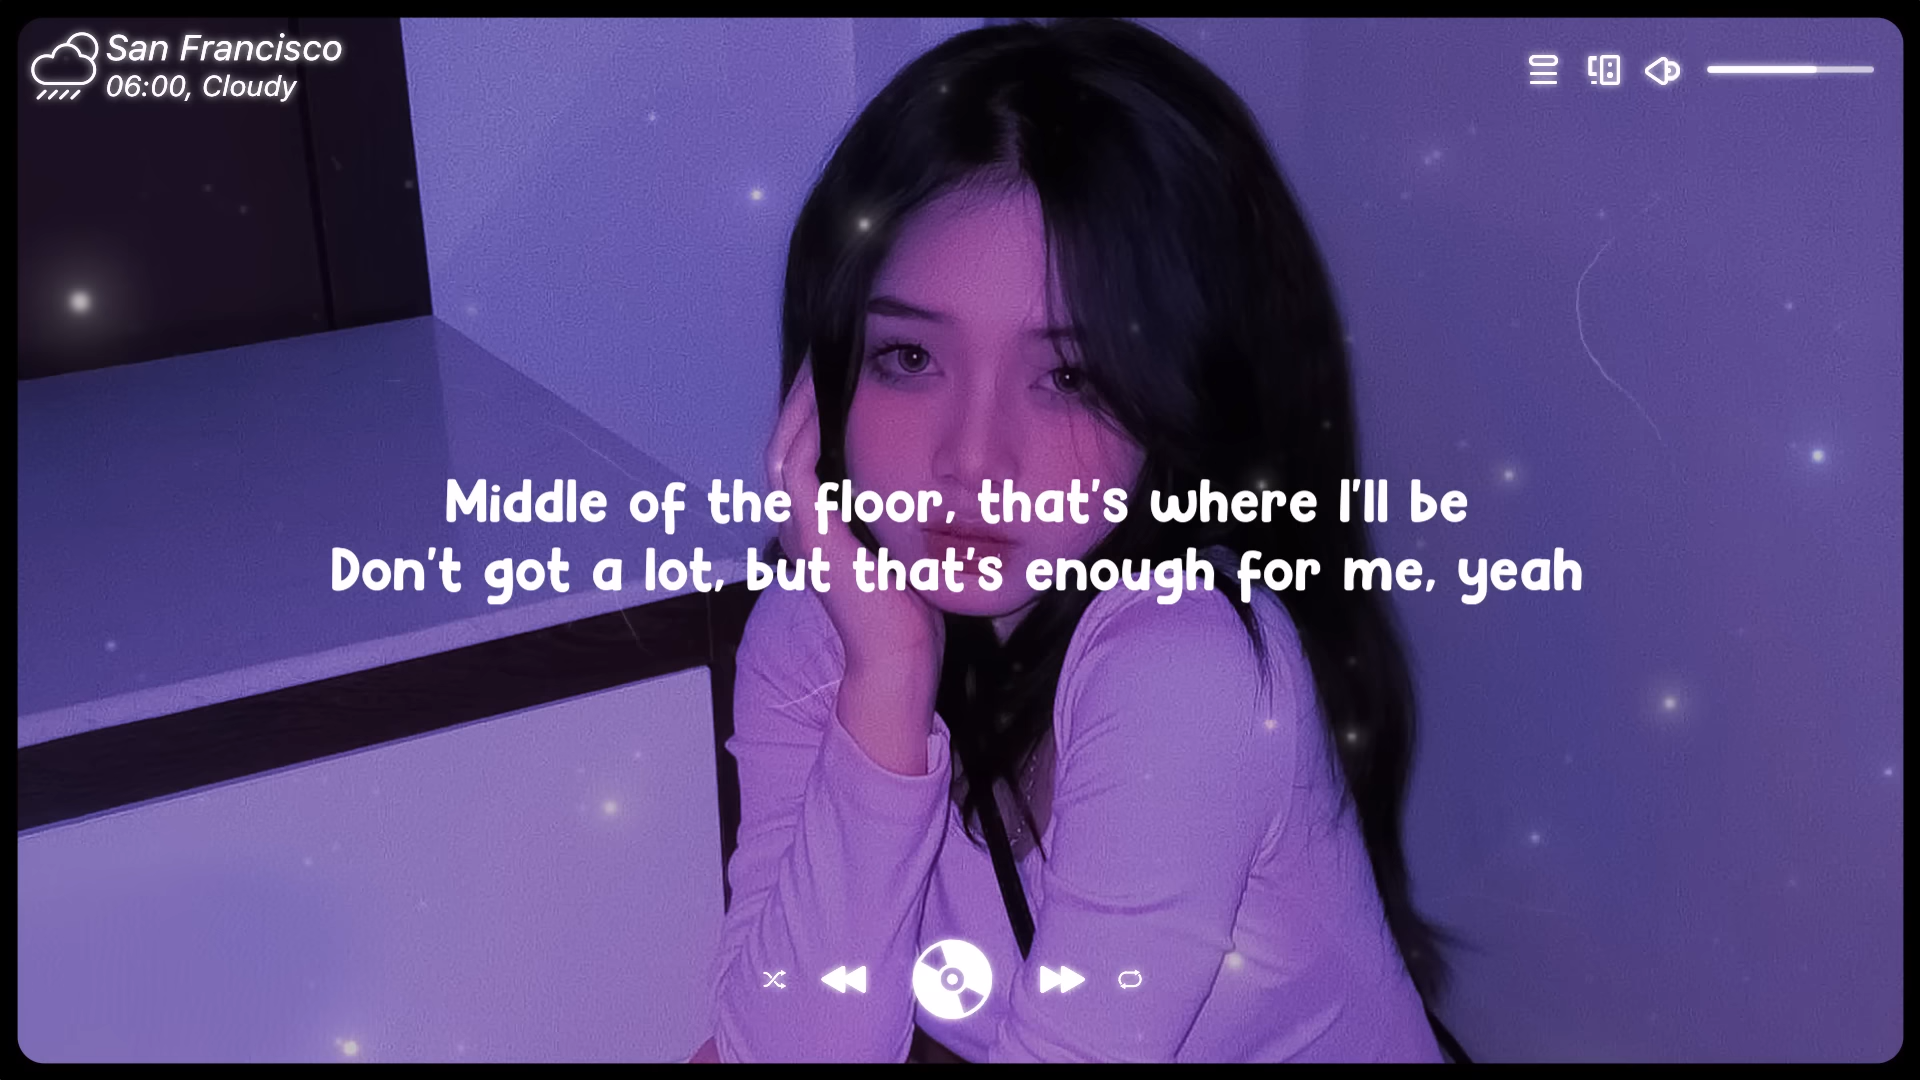 San Francisco
06:00, Cloudy
Middle of the floor, that's where I'll be
Don't got a lot, but that's enough for me, yeah